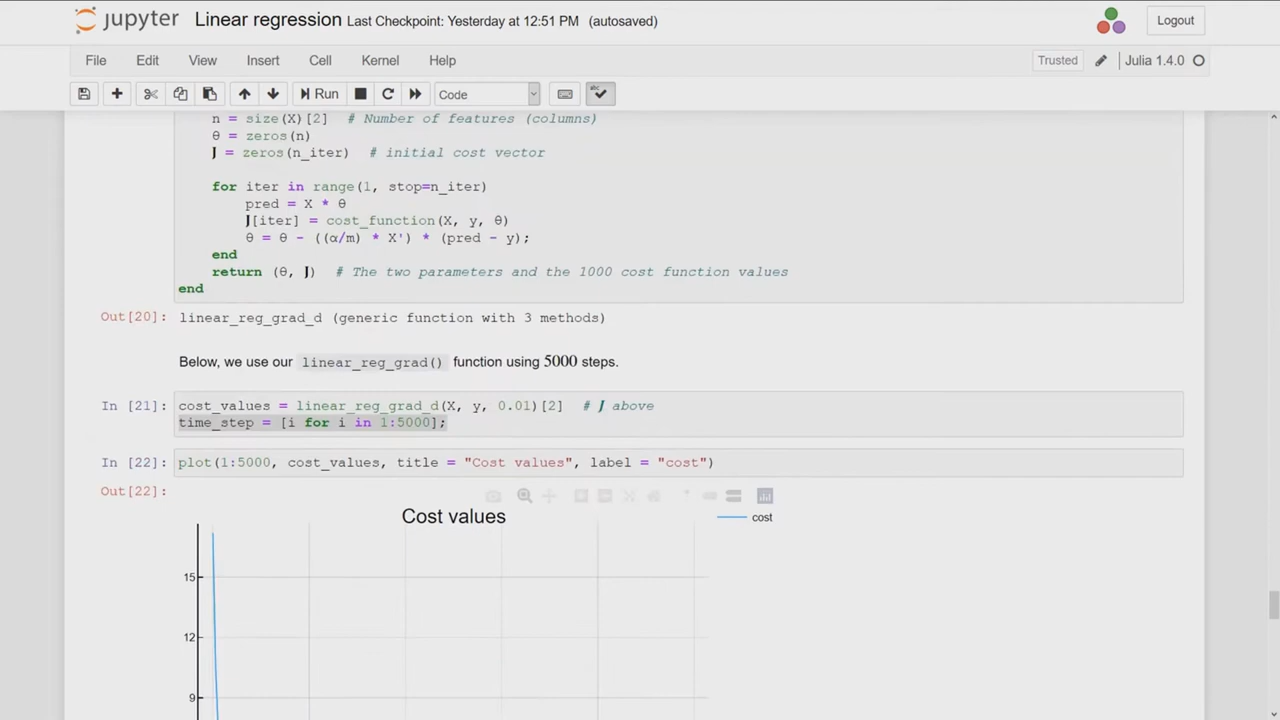 jupyter Linear regression Last Checkpoint: Yesterday at 12:51 PM (autosaved) Logout
File Edit View Insert Cell Kernel Help Trusted Julia 1.4.0
Run Code
n = size(X)[2] # Number of features (columns)
θ = zeros(n)
J = zeros(n_iter) # initial cost vector
for iter in range(1, stop=n_iter)
pred = X * θ
J[iter] = cost_function(X, y, θ)
θ = θ - ((α/m) * X') * (pred - y);
end
return (θ, J) # The two parameters and the 1000 cost function values
end
Out[20]: linear_reg_grad_d (generic function with 3 methods)
Below, we use our linear_reg_grad() function using 5000 steps.
In [21]: cost_values = linear_reg_grad_d(X, y, 0.01)[2] # J above
time_step = [i for i in 1:5000];
In [22]: plot(1:5000, cost_values, title = "Cost values", label = "cost")
Out[22]:
Cost values
cost
15
12
9